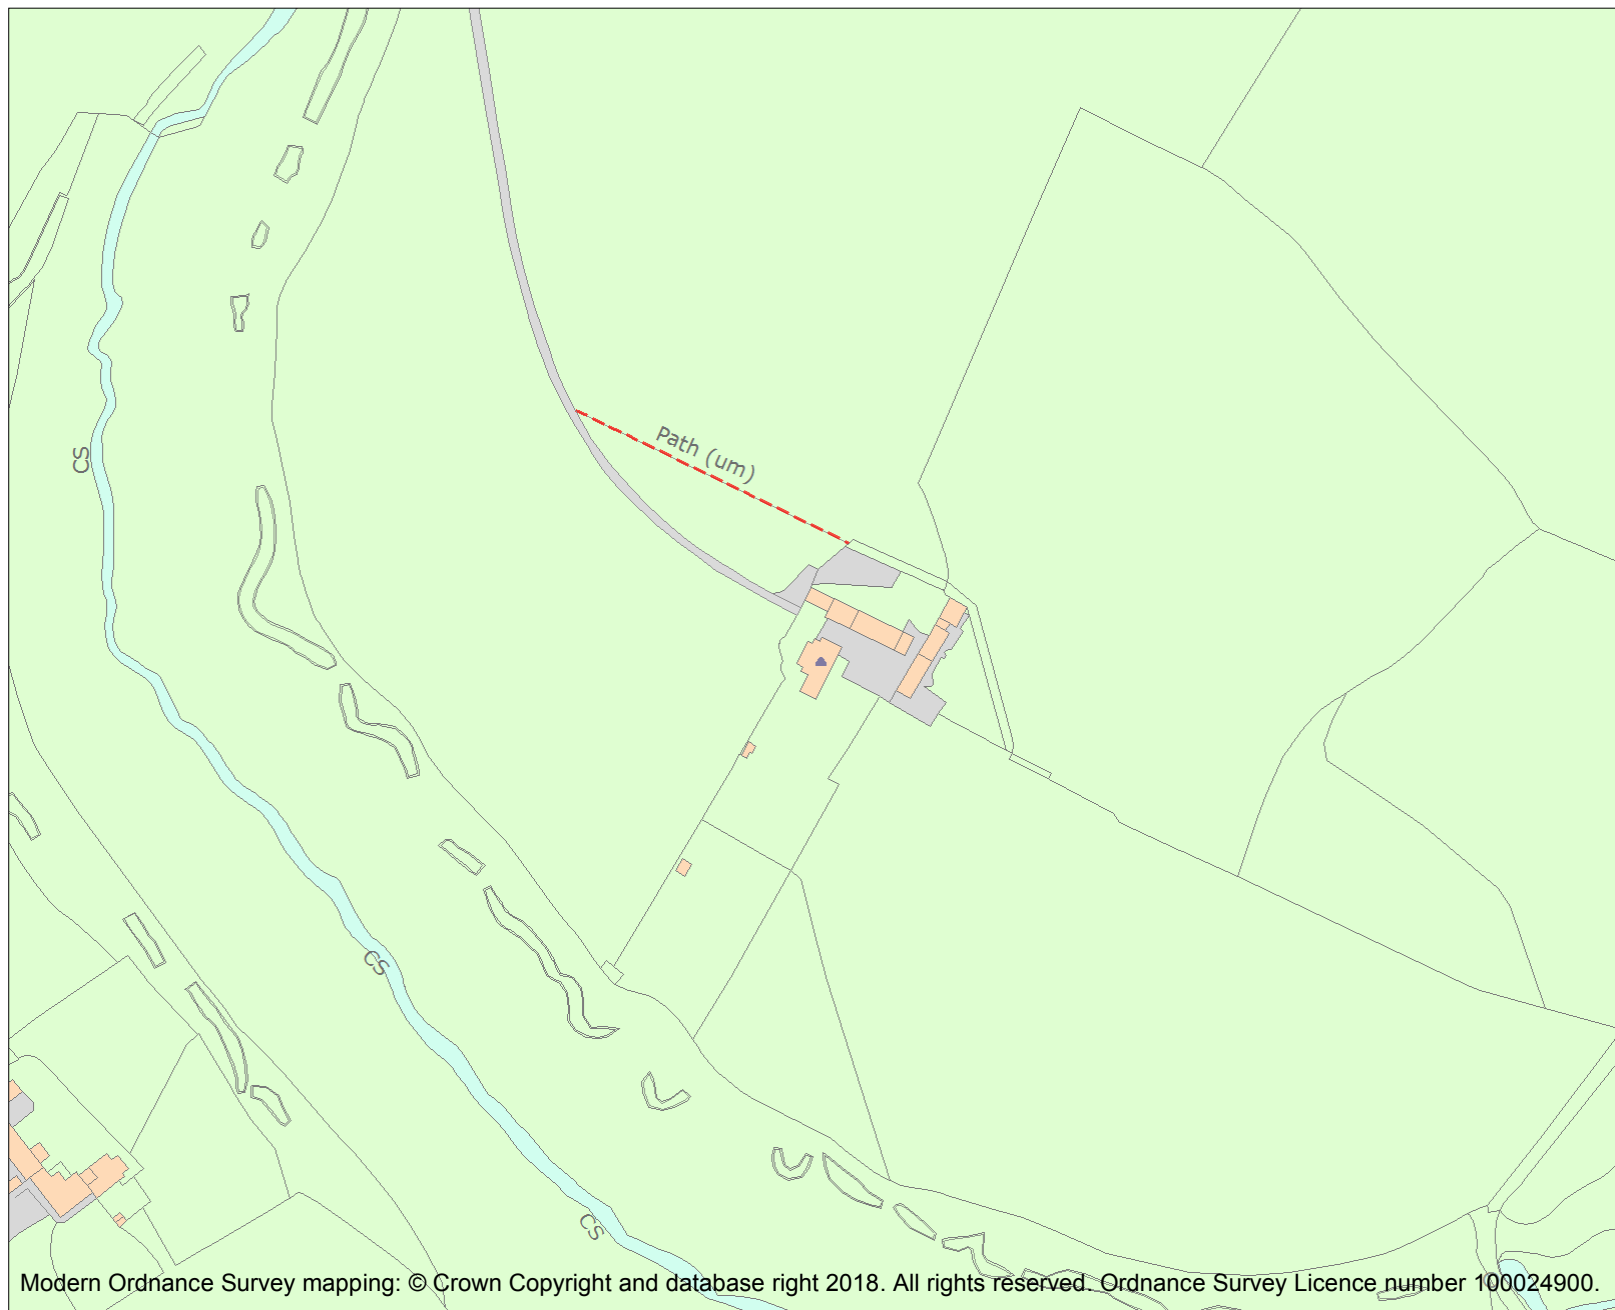 Path (um)
CS
CS
CS
Modern Ordnance Survey mapping: © Crown Copyright and database right 2018. All rights reserved. Ordnance Survey Licence number 100024900.